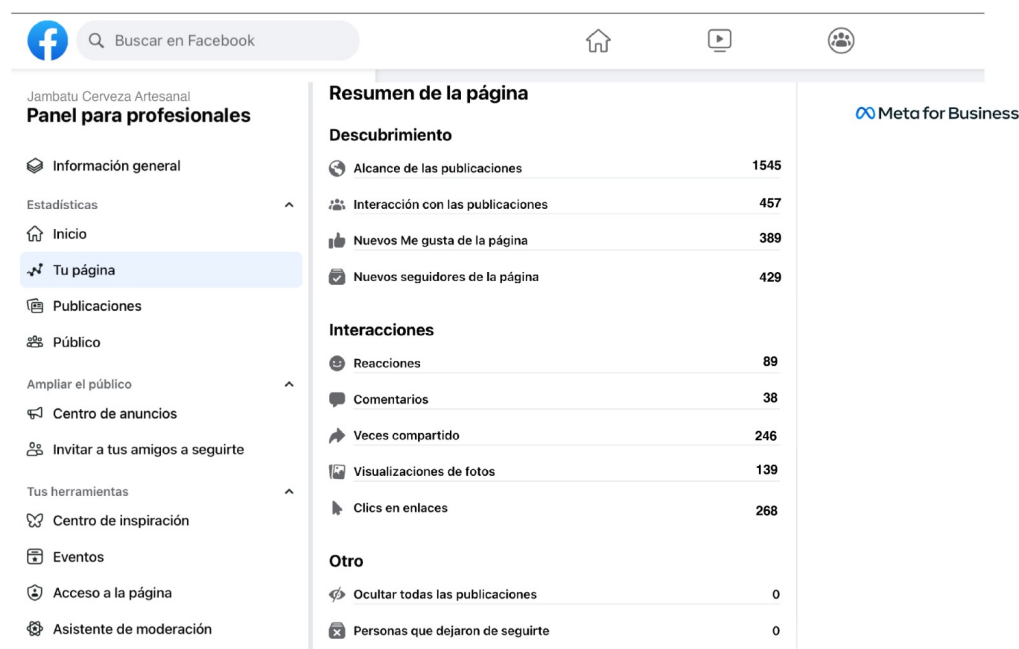 Buscar en Facebook
Jambatu Cerveza Artesanal
Panel para profesionales
Información general
Estadísticas
Inicio
Tu página
Publicaciones
Público
Ampliar el público
Centro de anuncios
Invitar a tus amigos a seguirte
Tus herramientas
Centro de inspiración
Eventos
Acceso a la página
Asistente de moderación
Resumen de la página
Descubrimiento
Alcance de las publicaciones 1545
Interacción con las publicaciones 457
Nuevos Me gusta de la página 389
Nuevos seguidores de la página 429
Interacciones
Reacciones 89
Comentarios 38
Veces compartido 246
Visualizaciones de fotos 139
Clics en enlaces 268
Otro
Ocultar todas las publicaciones 0
Personas que dejaron de seguirte 0
Meta for Business